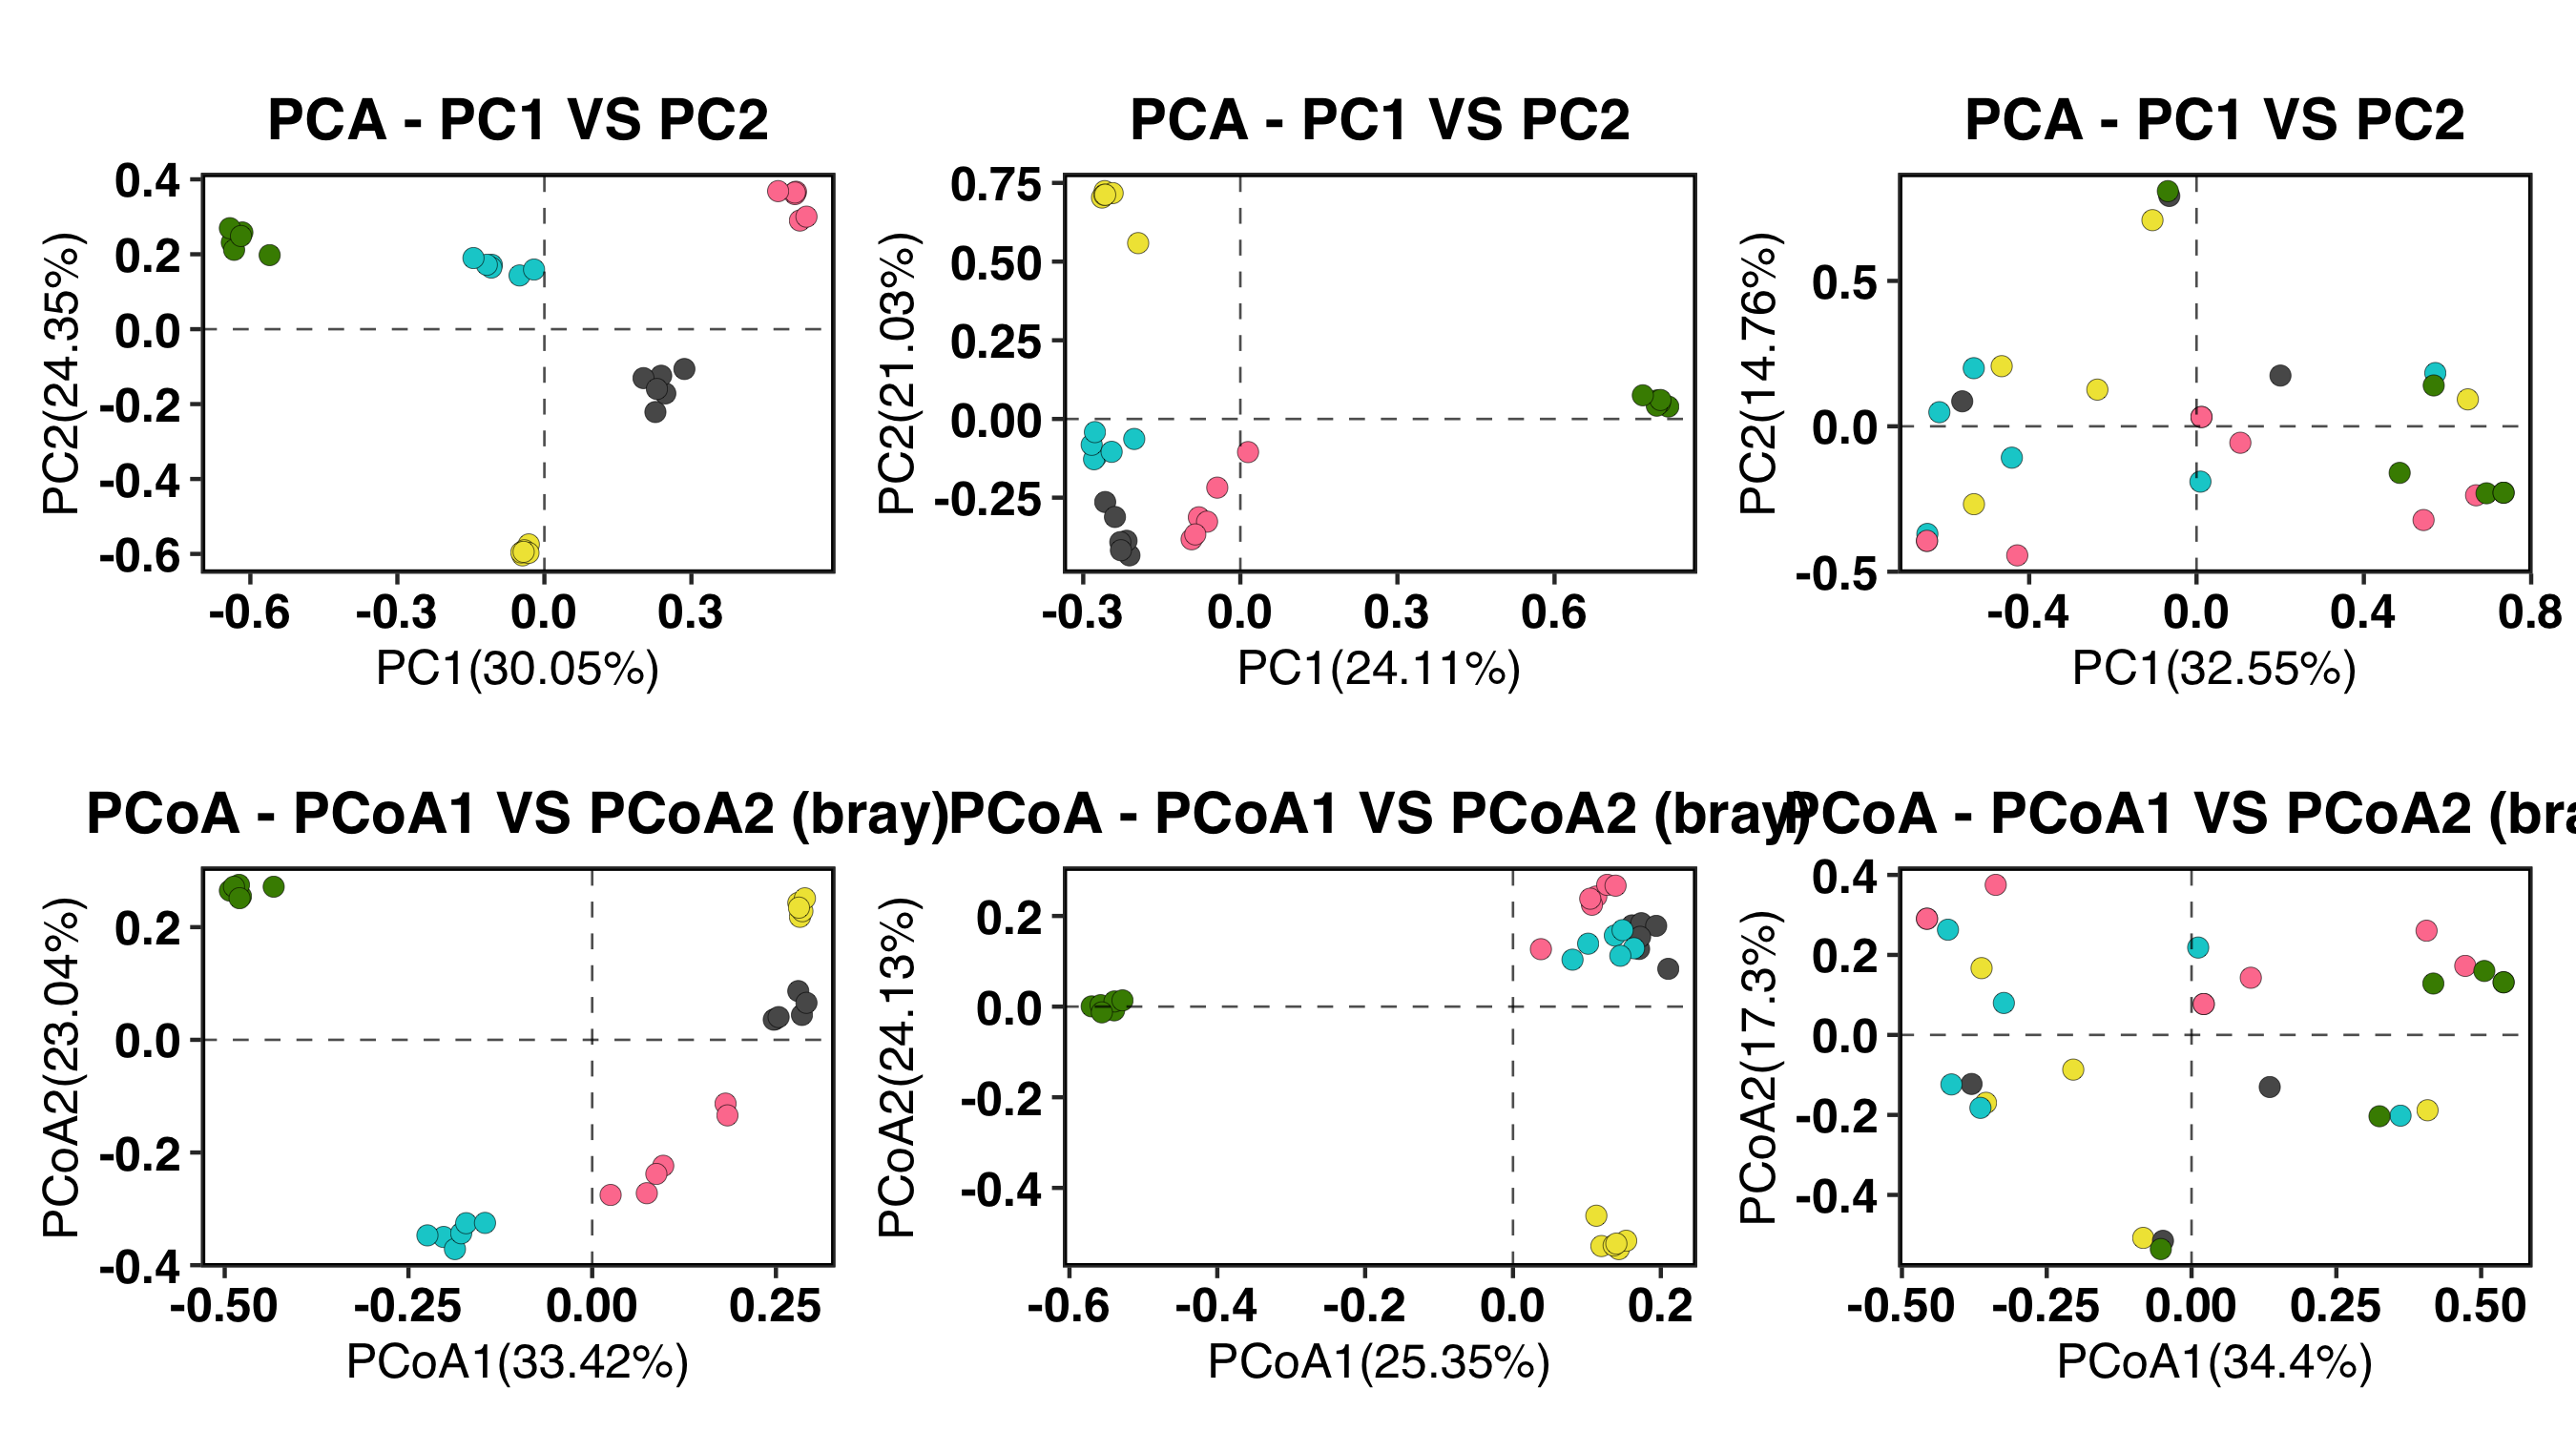 PCA - PC1 VS PC2
0.4
0.2
0.0
-0.2
-0.4
-0.6
PC2(24.35%)
-0.6 -0.3 0.0 0.3
PC1(30.05%)
PCA - PC1 VS PC2
0.75
0.50
0.25
0.00
-0.25
PC2(21.03%)
-0.3 0.0 0.3 0.6
PC1(24.11%)
PCA - PC1 VS PC2
0.5
0.0
-0.5
PC2(14.76%)
-0.4 0.0 0.4 0.8
PC1(32.55%)
PCoA - PCoA1 VS PCoA2 (bray)
0.2
0.0
-0.2
-0.4
PCoA2(23.04%)
-0.50 -0.25 0.00 0.25
PCoA1(33.42%)
PCoA - PCoA1 VS PCoA2 (bray)
0.2
0.0
-0.2
-0.4
PCoA2(24.13%)
-0.6 -0.4 -0.2 0.0 0.2
PCoA1(25.35%)
PCoA - PCoA1 VS PCoA2 (bra
0.4
0.2
0.0
-0.2
-0.4
PCoA2(17.3%)
-0.50 -0.25 0.00 0.25 0.50
PCoA1(34.4%)